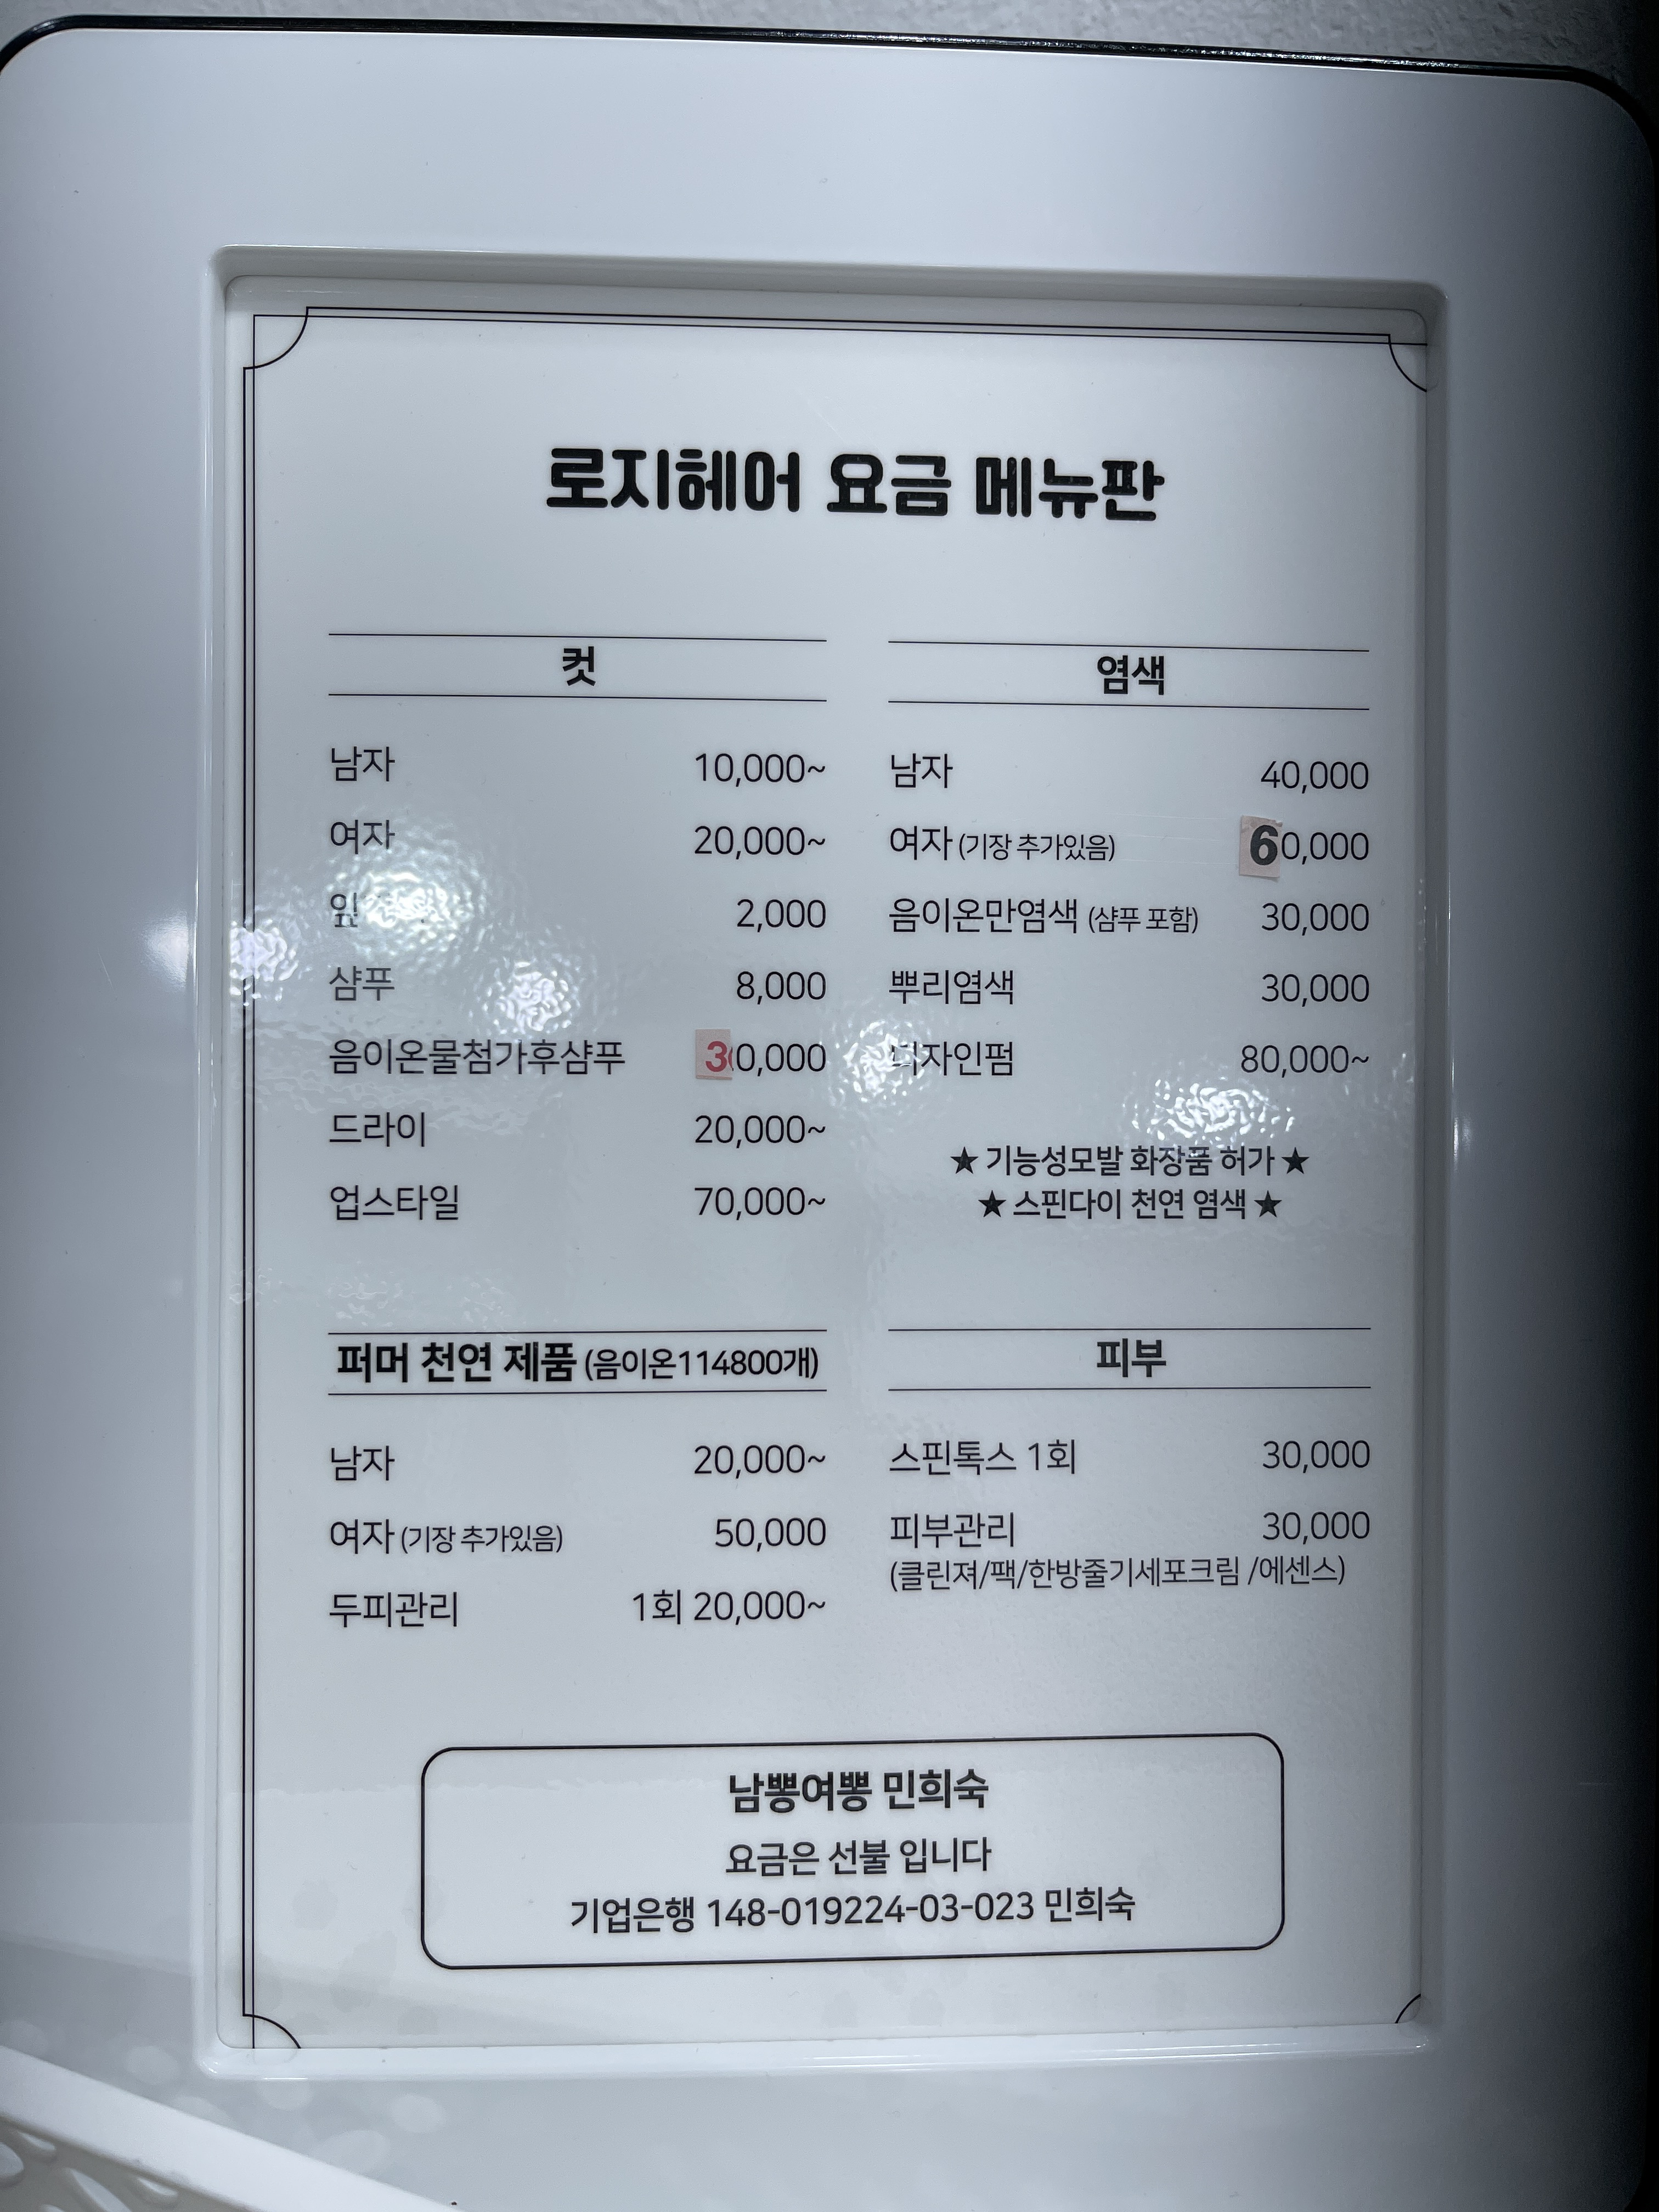 로지헤어 요금 메뉴판
컷
남자 10,000~
여자 20,000~
잎 2,000
샴푸 8,000
음이온물첨가후샴푸 30,000
드라이 20,000~
업스타일 70,000~
염색
남자 40,000
여자 (기장 추가있음) 60,000
음이온만염색 (샴푸 포함) 30,000
뿌리염색 30,000
디자인펌 80,000~
★ 기능성모발 화장품 허가 ★
★ 스핀다이 천연 염색 ★
퍼머 천연 제품 (음이온114800개)
남자 20,000~
여자 (기장 추가있음) 50,000
두피관리 1회 20,000~
피부
스핀톡스 1회 30,000
피부관리 30,000
(클린져/팩/한방줄기세포크림 /에센스)
남뽕여뽕 민희숙
요금은 선불 입니다
기업은행 148-019224-03-023 민희숙